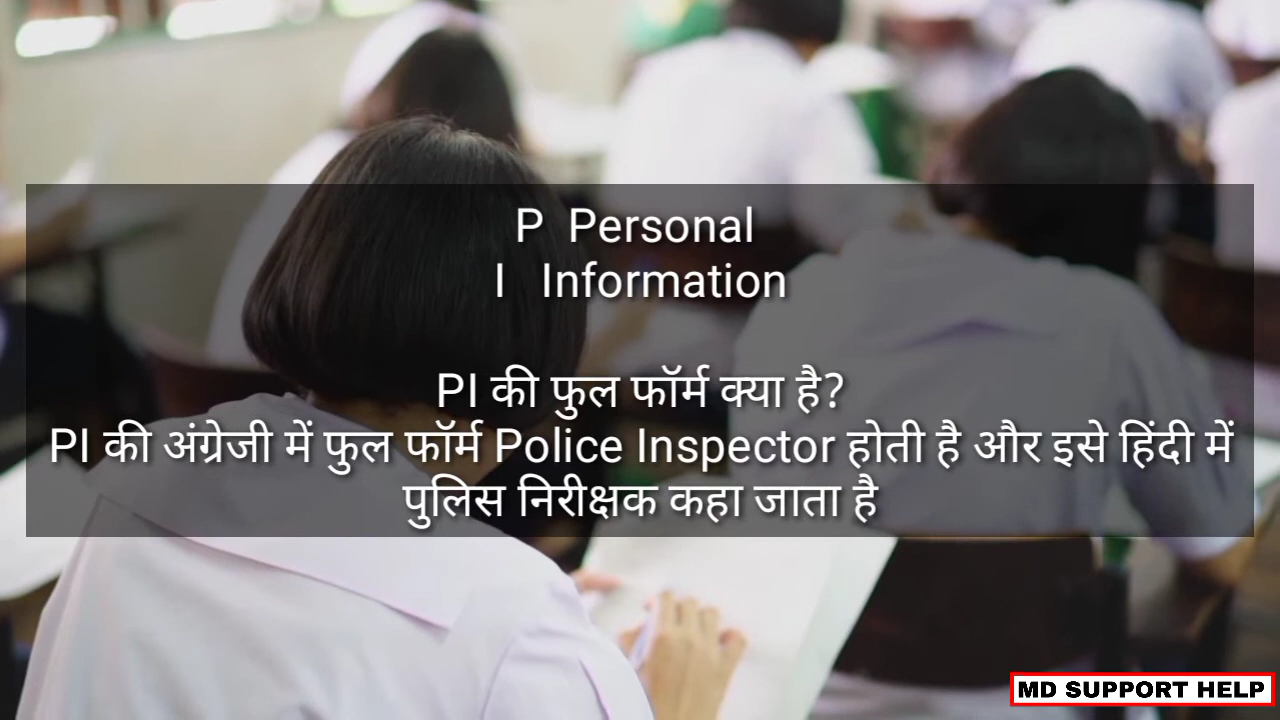 P Personal
I Information
PI की फुल फॉर्म क्या है?
PI की अंग्रेजी में फुल फॉर्म Police Inspector होती है और इसे हिंदी में
पुलिस निरीक्षक कहा जाता है
MD SUPPORT HELP